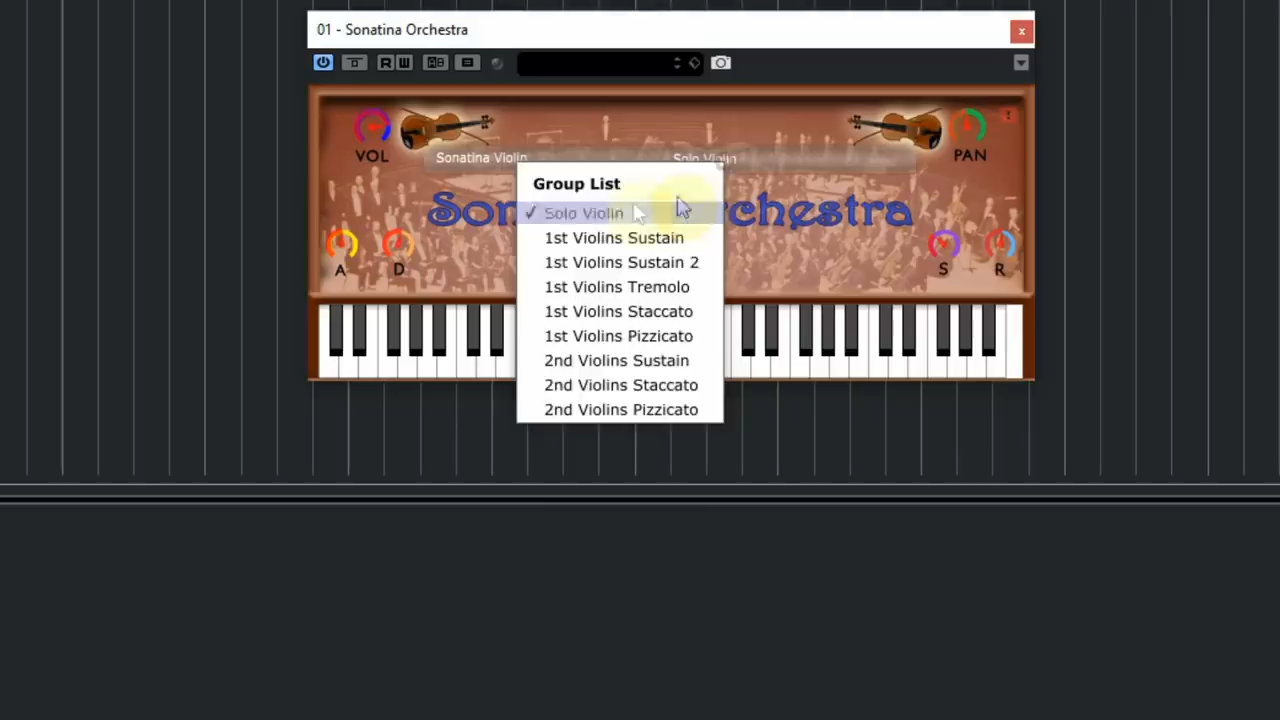 01 - Sonatina Orchestra
x
R W
VOL
PAN
Sonatina Violin
Solo Violin
Group List
Son
chestra
✓ Solo Violin
1st Violins Sustain
1st Violins Sustain 2
1st Violins Tremolo
1st Violins Staccato
1st Violins Pizzicato
2nd Violins Sustain
2nd Violins Staccato
2nd Violins Pizzicato
A
D
S
R